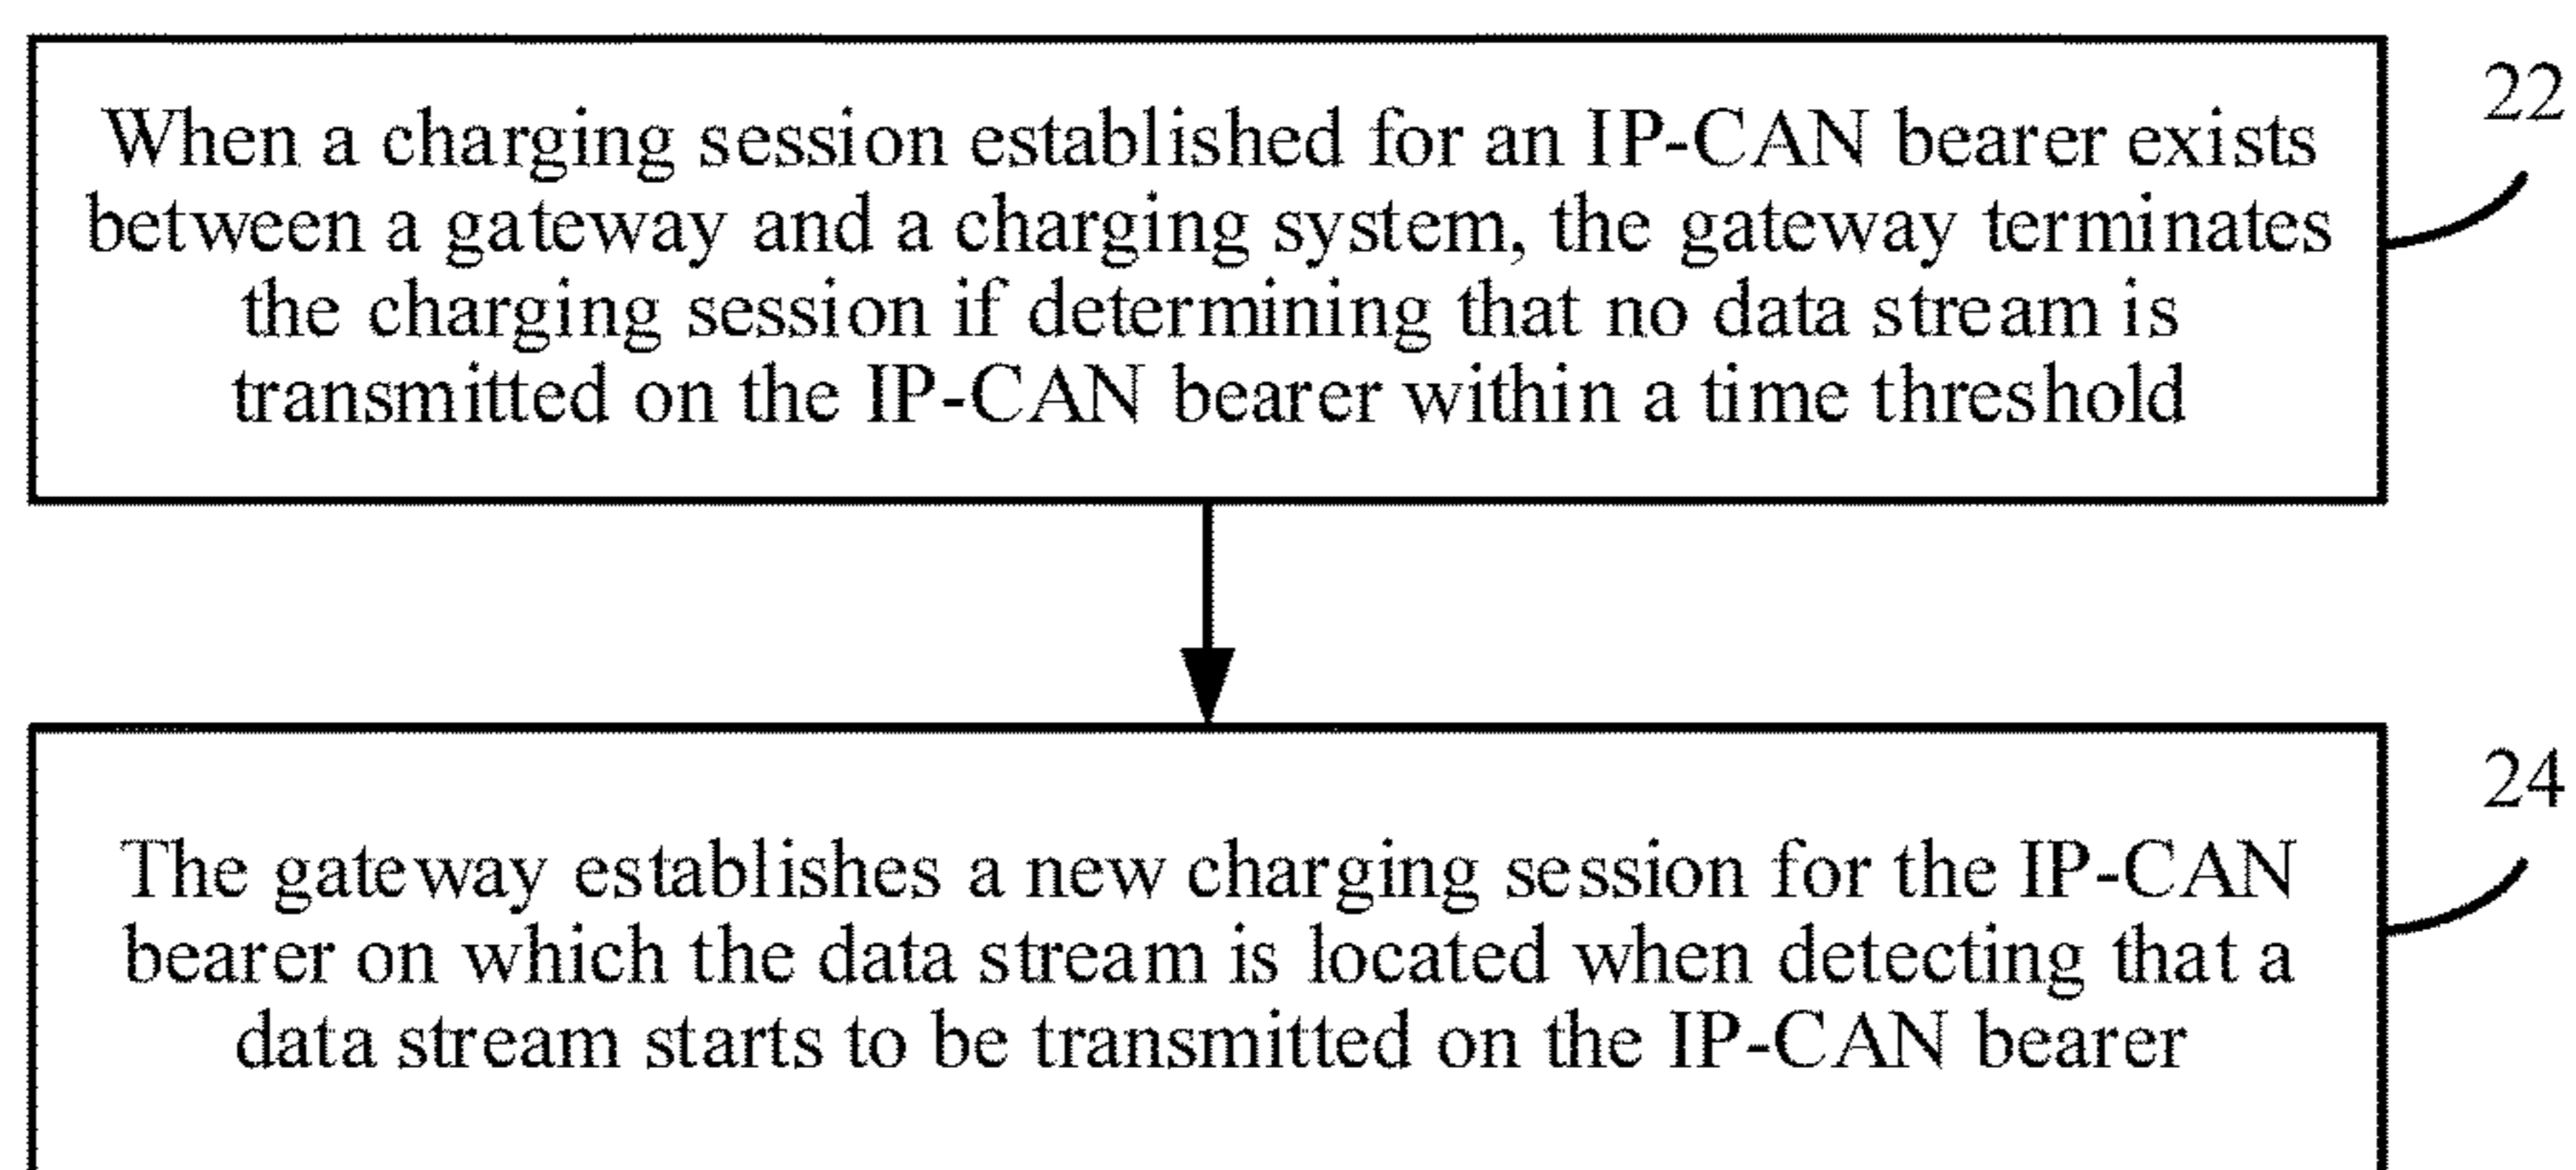 When a charging session established for an IP-CAN bearer exists
22
between a gateway and a charging system, the gateway terminates
the charging session if determining that no data stream is
transmitted on the IP-CAN bearer within a time threshold
24
The gateway establishes a new charging session for the IP-CAN
bearer on which the data stream is located when detecting that a
data stream starts to be transmitted on the IP-CAN bearer